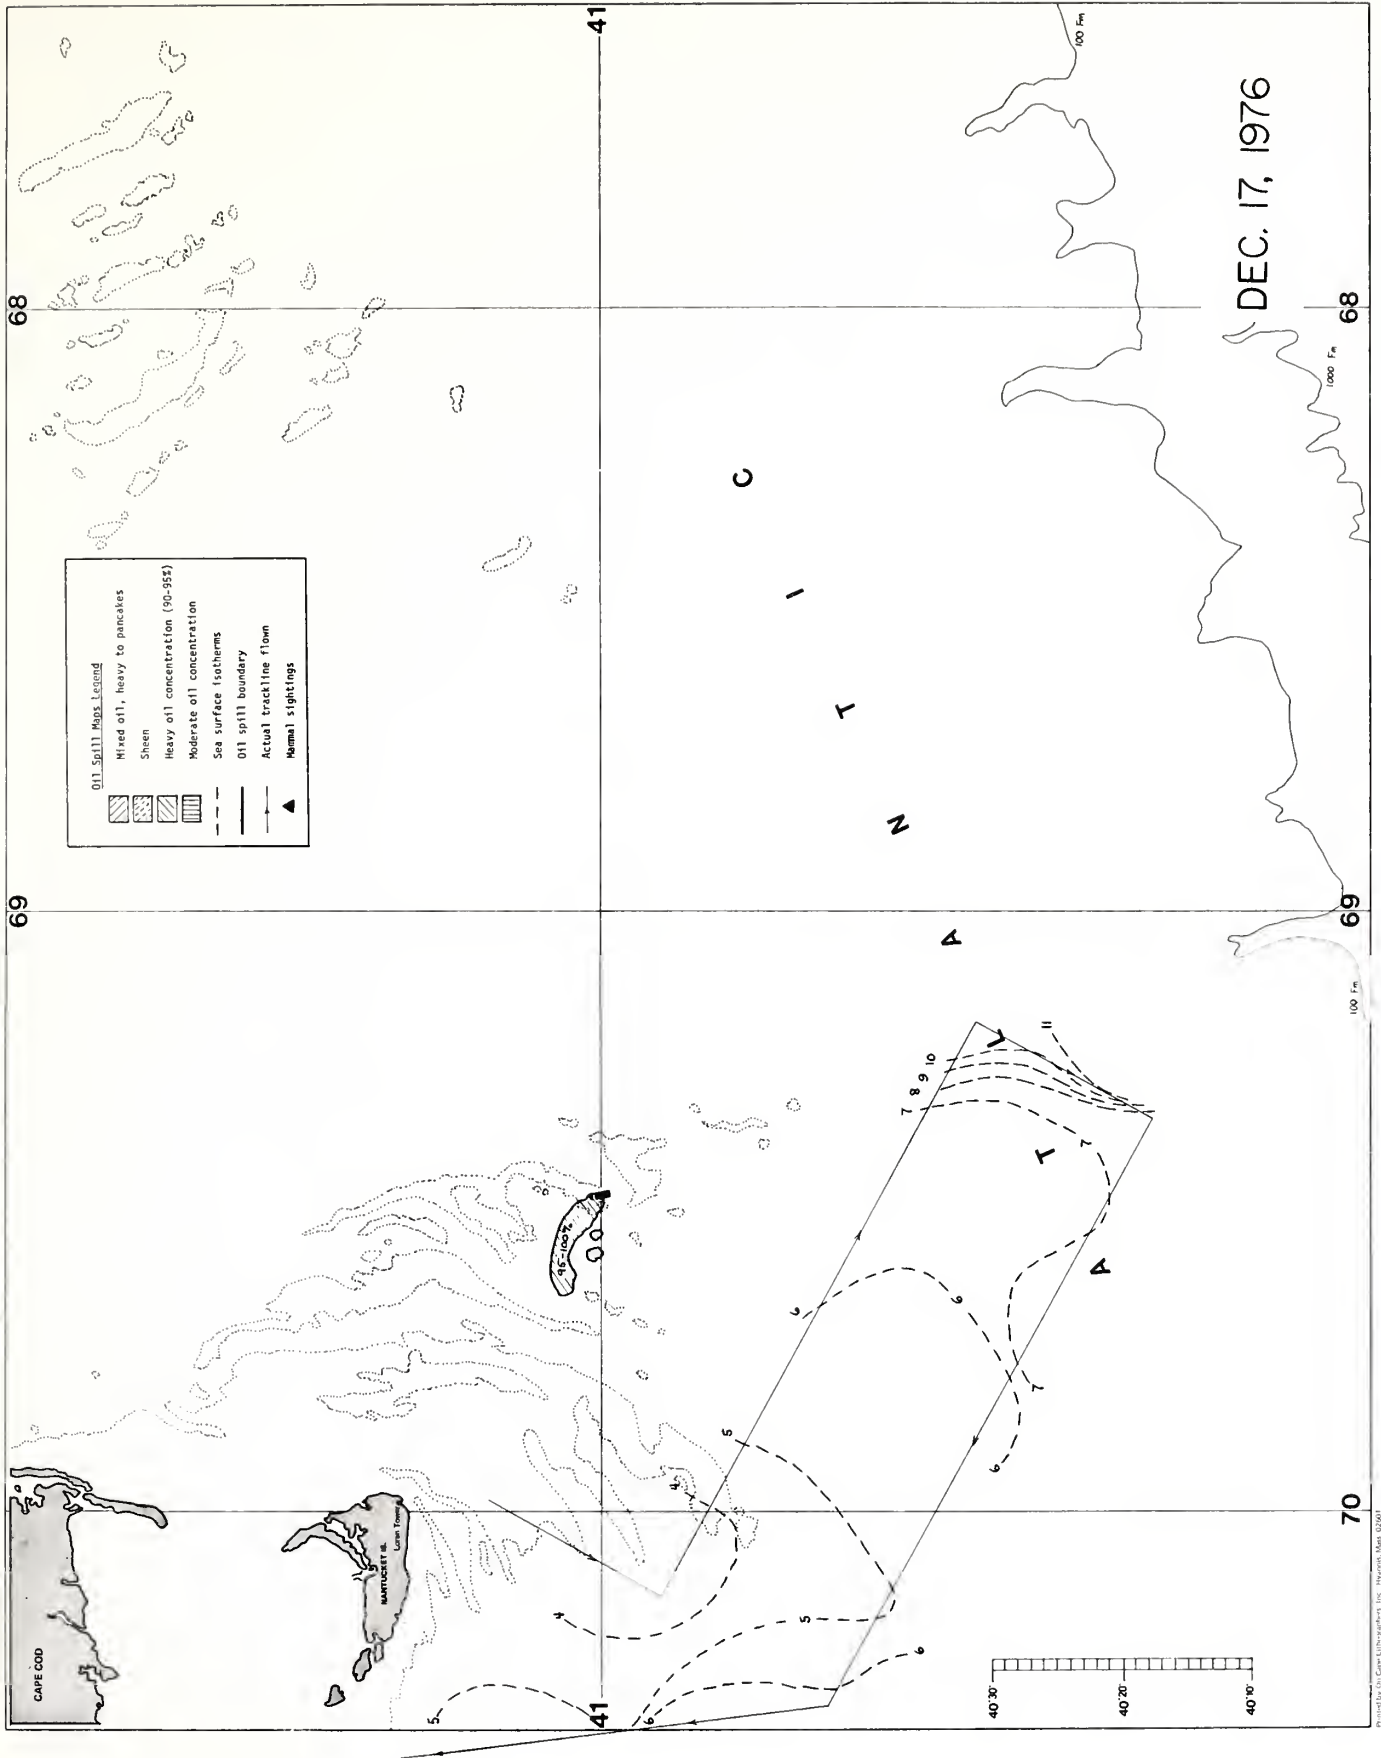 69
68
41
CAPE COD
NANTUCKET IS.
Loran Tower
Oil Spill Maps Legend
Mixed oil, heavy to pancakes
Sheen
Heavy oil concentration (90-95%)
Moderate oil concentration
Sea surface isotherms
Oil spill boundary
Actual trackline flown
Mammal sightings
95-100%
41
A T L A N T I C
4
4
5
5
5
6
6
6
6
6
7
7
7
8
9
10
11
40°30'
40°20'
40°10'
100 Fm
100 Fm
1000 Fm
70
69
68
DEC. 17, 1976